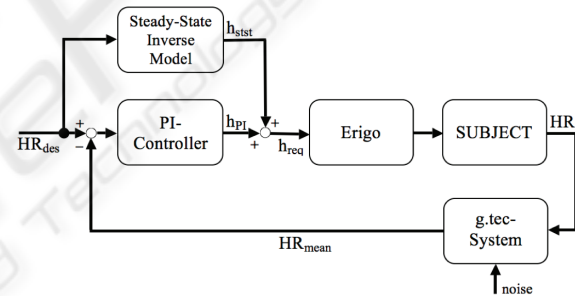 Steady-State
Inverse
Model
h_stst
HR_des
+
−
PI-
Controller
h_PI
+
+
h_req
Erigo
SUBJECT
HR
g.tec-
System
HR_mean
noise